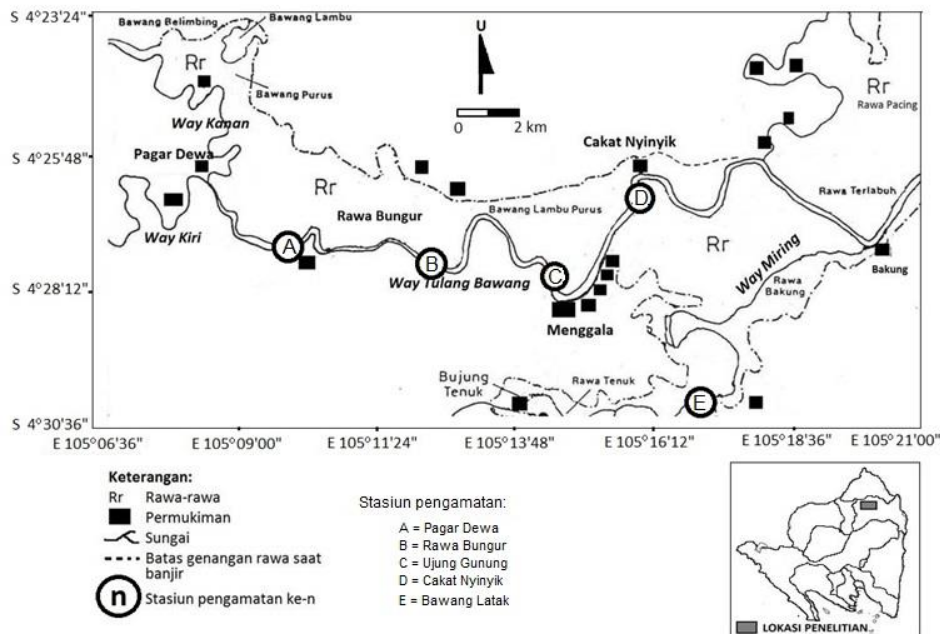 S 4°23'24"
Bawang Belimbing
Bawang Lambu
U
Rr
Bawang Purus
Rr
Rawa Pacing
0 2 km
Way Kanan
Cakat Nyinyik
S 4°25'48"
Pagar Dewa
Rr
Rawa Terlabuh
D
Rawa Bungur
Bawang Lambu Purus
Way Kiri
A
B
C
Rr
Way Miring
Way Tulang Bawang
Bakung
Rawa
Bakung
S 4°28'12"
Menggala
Bujung
Tenuk
Rawa Tenuk
E
S 4°30'36"
E 105°06'36" E 105°09'00" E 105°11'24" E 105°13'48" E 105°16'12" E 105°18'36" E 105°21'00"
Keterangan:
Rr Rawa-rawa
Permukiman
Sungai
Batas genangan rawa saat
banjir
n Stasiun pengamatan ke-n
Stasiun pengamatan:
A = Pagar Dewa
B = Rawa Bungur
C = Ujung Gunung
D = Cakat Nyinyik
E = Bawang Latak
LOKASI PENELITIAN